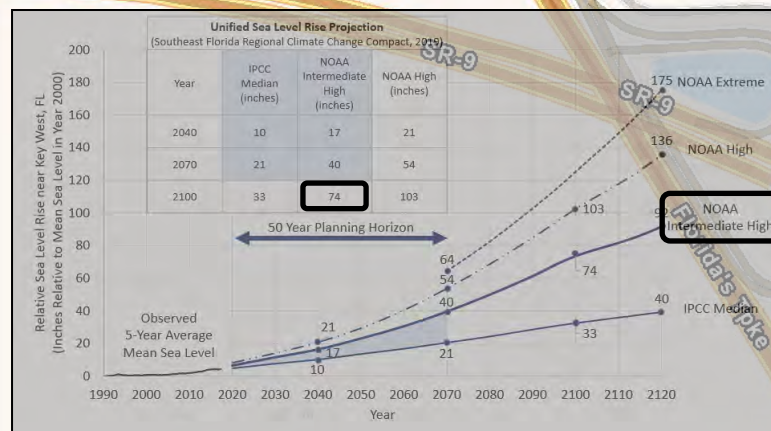 Unified Sea Level Rise Projection
(Southeast Florida Regional Climate Change Compact, 2019)
Year
IPCC
Median
(inches)
NOAA
Intermediate
High
(inches)
NOAA High
(inches)
2040 10 17 21
2070 21 40 54
2100 33 74 103
50 Year Planning Horizon
Relative Sea Level Rise near Key West, FL
(Inches Relative to Mean Sea Level in Year 2000)
200
180
160
140
120
100
80
60
40
20
0
Observed
5-Year Average
Mean Sea Level
21
17
10
64
54
40
21
103
74
33
175
136
92
40
NOAA Extreme
NOAA High
NOAA
Intermediate High
IPCC Median
1990 2000 2010 2020 2030 2040 2050 2060 2070 2080 2090 2100 2110 2120
Year
SR-9
SR-9
Florida's Tpke